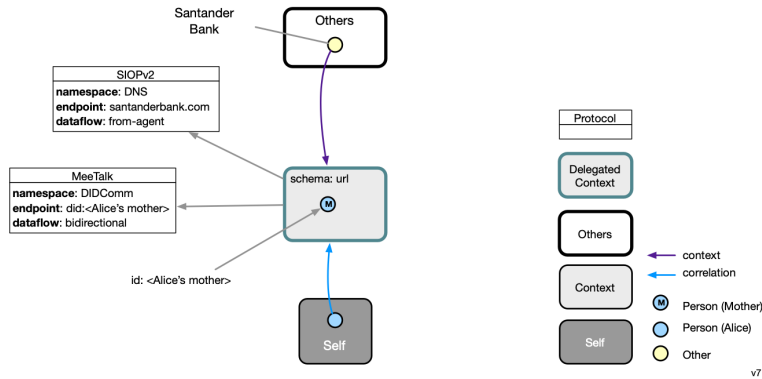 Santander
Bank
Others
SIOPv2
namespace: DNS
endpoint: santanderbank.com
dataflow: from-agent
MeeTalk
namespace: DIDComm
endpoint: did:<Alice's mother>
dataflow: bidirectional
schema: url
M
id: <Alice's mother>
Self
Protocol
Delegated
Context
Others
Context
Self
context
correlation
M
Person (Mother)
Person (Alice)
Other
v7